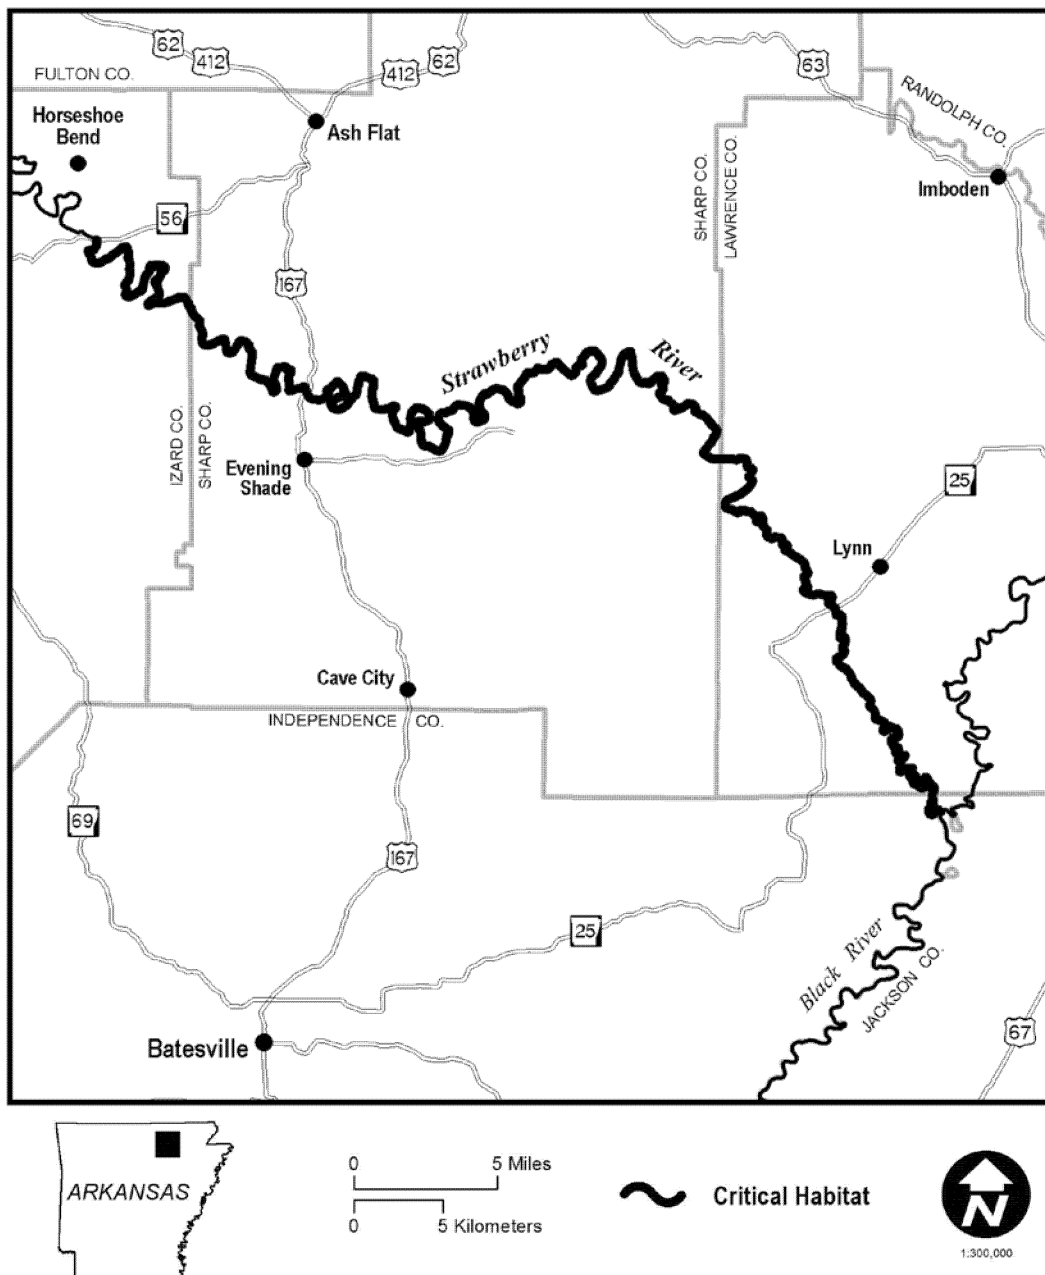 62
412
412
62
63
FULTON CO.
RANDOLPH CO.
Horseshoe
Bend
Ash Flat
SHARP CO.
LAWRENCE CO.
Imboden
56
167
Strawberry
River
IZARD CO.
SHARP CO.
Evening
Shade
25
Lynn
Cave City
INDEPENDENCE CO.
69
167
25
Black River
JACKSON CO.
67
Batesville
ARKANSAS
0 5 Miles
0 5 Kilometers
Critical Habitat
N
1:300,000